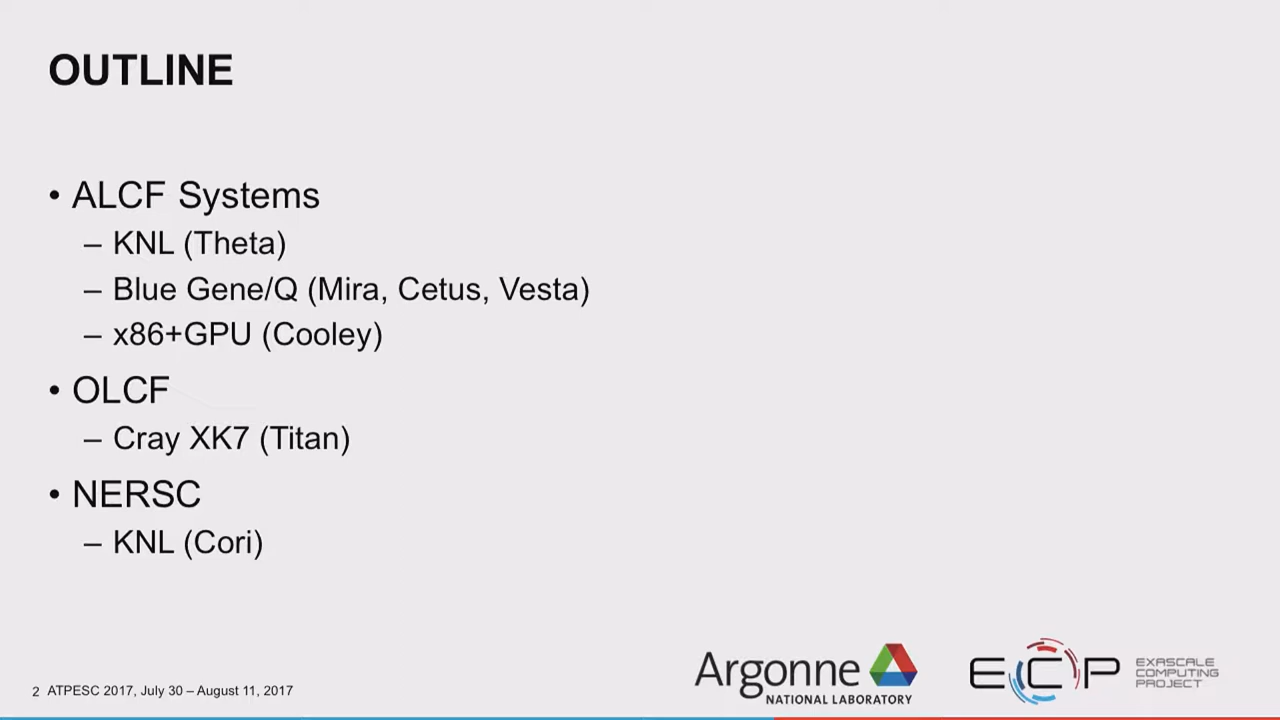 OUTLINE
• ALCF Systems
– KNL (Theta)
– Blue Gene/Q (Mira, Cetus, Vesta)
– x86+GPU (Cooley)
• OLCF
– Cray XK7 (Titan)
• NERSC
– KNL (Cori)
2 ATPESC 2017, July 30 – August 11, 2017
Argonne
NATIONAL LABORATORY
ECP
EXASCALE
COMPUTING
PROJECT